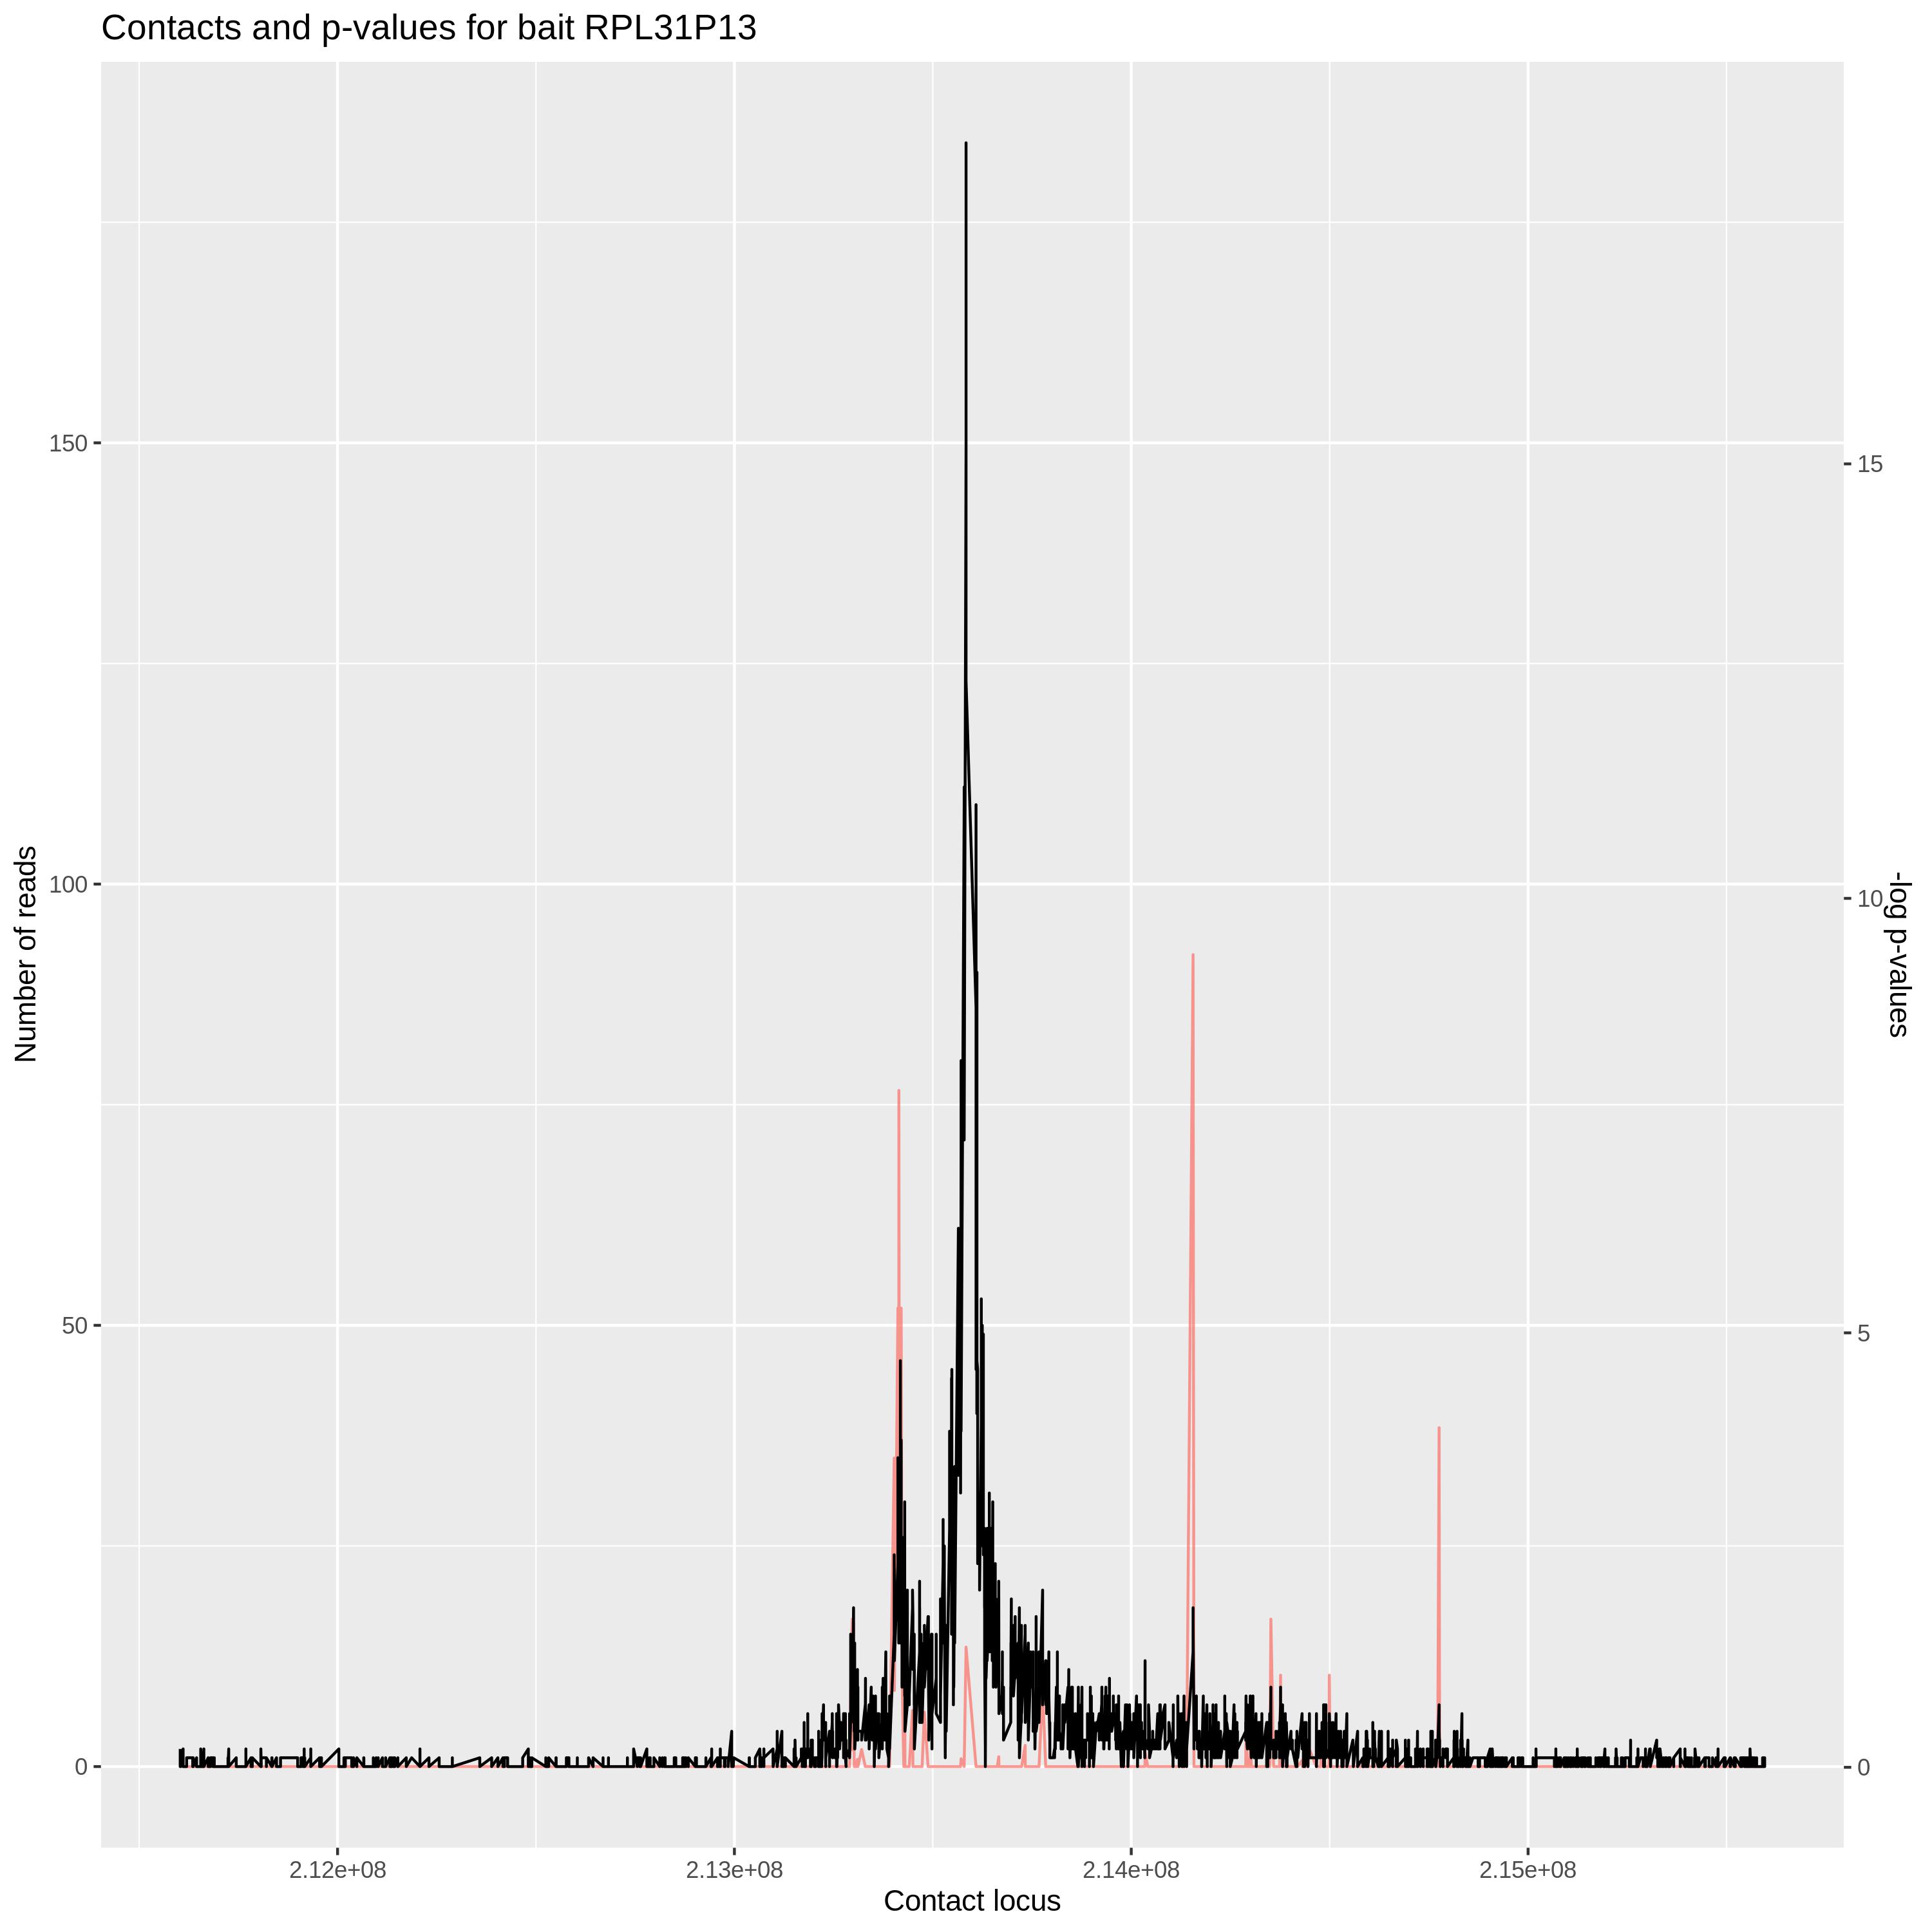 Contacts and p-values for bait RPL31P13
150
100
50
0
Number of reads
15
10
5
0
-log p-values
2.12e+08
2.13e+08
2.14e+08
2.15e+08
Contact locus